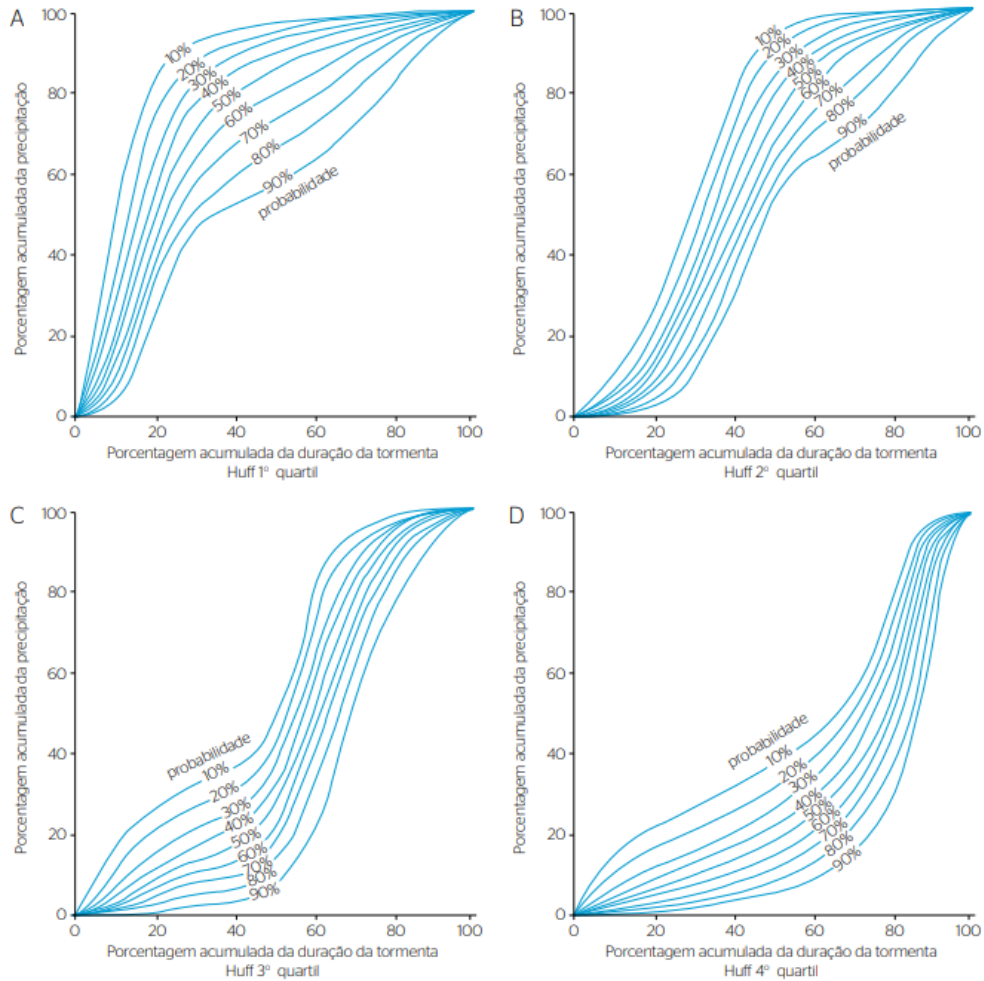 A
100
80
60
40
20
0
Porcentagem acumulada da precipitação
10%
20%
30%
40%
50%
60%
70%
80%
90%
probabilidade
0 20 40 60 80 100
Porcentagem acumulada da duração da tormenta
Huff 1º quartil
B
100
80
60
40
20
0
Porcentagem acumulada da precipitação
10%
20%
30%
40%
50%
60%
70%
80%
90%
probabilidade
0 20 40 60 80 100
Porcentagem acumulada da duração da tormenta
Huff 2º quartil
C
100
80
60
40
20
0
Porcentagem acumulada da precipitação
probabilidade
10%
20%
30%
40%
50%
60%
70%
80%
90%
0 20 40 60 80 100
Porcentagem acumulada da duração da tormenta
Huff 3º quartil
D
100
80
60
40
20
0
Porcentagem acumulada da precipitação
probabilidade
10%
20%
30%
40%
50%
60%
70%
80%
90%
0 20 40 60 80 100
Porcentagem acumulada da duração da tormenta
Huff 4º quartil